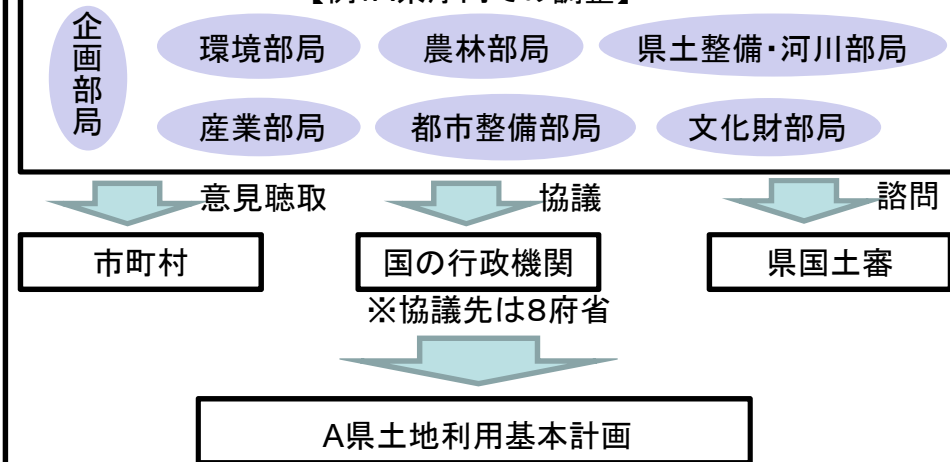 企画部局
環境部局
農林部局
県土整備・河川部局
産業部局
都市整備部局
文化財部局
意見聴取
協議
諮問
市町村
国の行政機関
県国土審
※協議先は8府省
A県土地利用基本計画